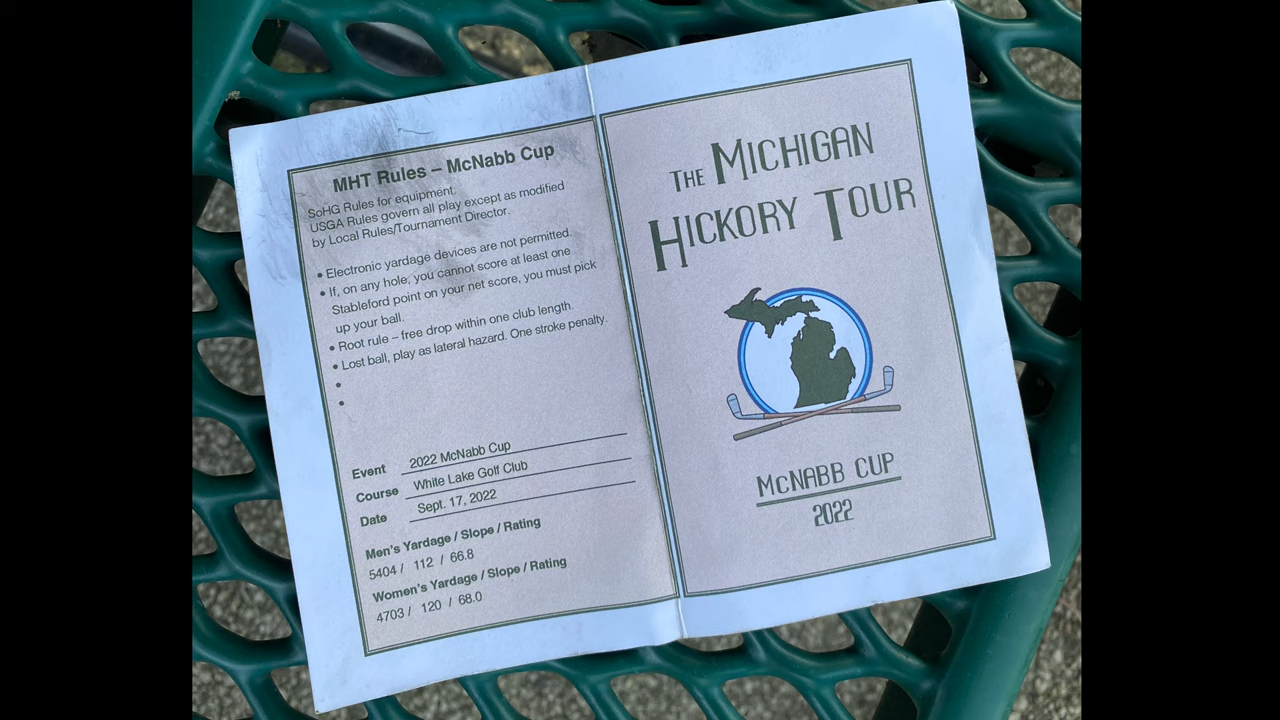 MHT Rules – McNabb Cup
SoHG Rules for equipment.
USGA Rules govern all play except as modified
by Local Rules/Tournament Director.
• Electronic yardage devices are not permitted.
• If, on any hole, you cannot score at least one
Stableford point on your net score, you must pick
up your ball.
• Root rule – free drop within one club length.
• Lost ball, play as lateral hazard. One stroke penalty.
•
•
Event 2022 McNabb Cup
Course White Lake Golf Club
Date Sept. 17, 2022
Men's Yardage / Slope / Rating
5404 / 112 / 66.8
Women's Yardage / Slope / Rating
4703 / 120 / 68.0
THE MICHIGAN
HICKORY TOUR
McNABB CUP
2022